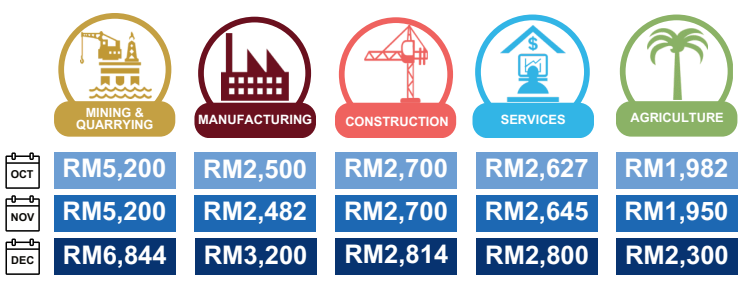 $
MINING &
QUARRYING
MANUFACTURING
CONSTRUCTION
SERVICES
AGRICULTURE
OCT RM5,200 RM2,500 RM2,700 RM2,627 RM1,982
NOV RM5,200 RM2,482 RM2,700 RM2,645 RM1,950
DEC RM6,844 RM3,200 RM2,814 RM2,800 RM2,300